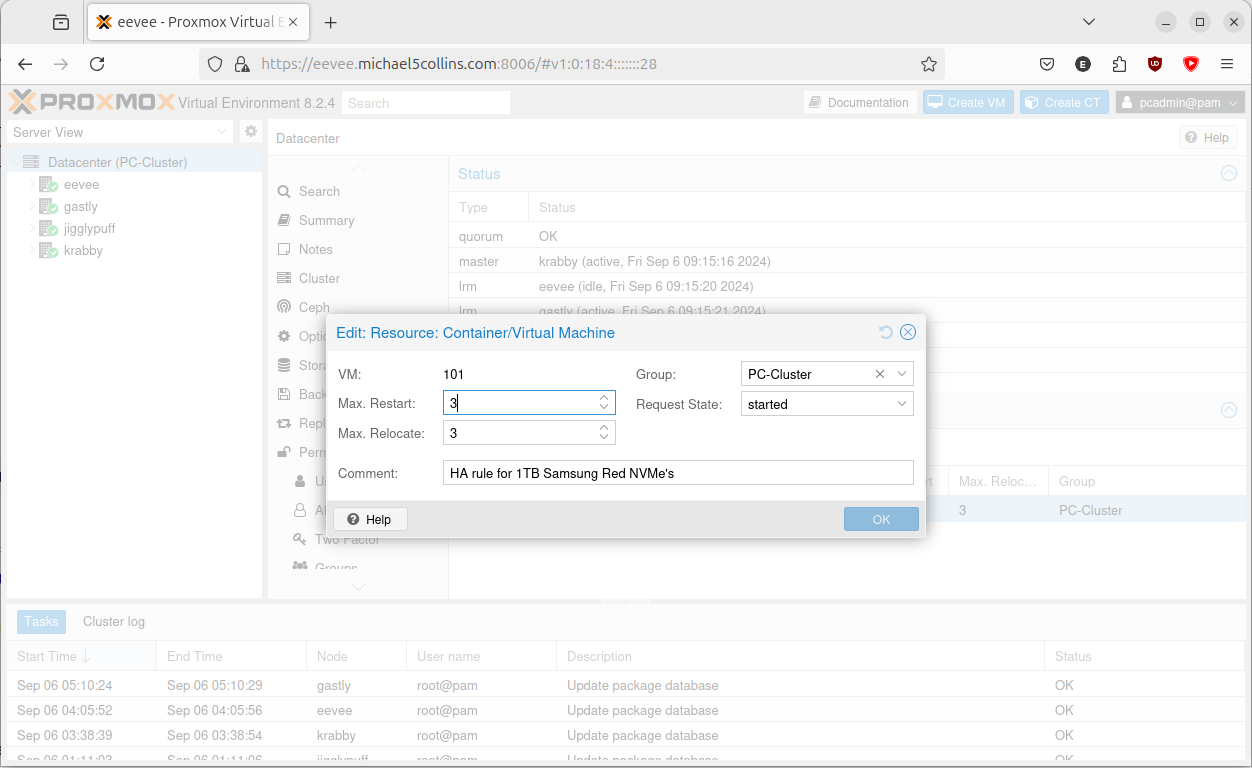 eevee - Proxmox Virtual E
https://eevee.michael5collins.com:8006/#v1:0:18:4:::::::28
E
PROXMOX Virtual Environment 8.2.4 Search Documentation Create VM Create CT pcadmin@pam
Server View
Datacenter Help
Datacenter (PC-Cluster)
eevee
gastly
jigglypuff
krabby
Search
Summary
Notes
Cluster
Ceph
Optio
Stora
Back
Repl
Perm
U
Two Factor
Groups
Status
Type Status
quorum OK
master krabby (active, Fri Sep 6 09:15:16 2024)
lrm eevee (idle, Fri Sep 6 09:15:20 2024)
lrm gastly (active, Fri Sep 6 09:15:21 2024)
Max. Reloc... Group
3 PC-Cluster
Edit: Resource: Container/Virtual Machine
VM: 101 Group: PC-Cluster
Max. Restart: 3 Request State: started
Max. Relocate: 3
Comment: HA rule for 1TB Samsung Red NVMe's
Help OK
Tasks Cluster log
Start Time End Time Node User name Description Status
Sep 06 05:10:24 Sep 06 05:10:29 gastly root@pam Update package database OK
Sep 06 04:05:52 Sep 06 04:05:56 eevee root@pam Update package database OK
Sep 06 03:38:39 Sep 06 03:38:54 krabby root@pam Update package database OK
Sep 06 01:11:03 Sep 06 01:11:06 jigglypuff root@pam Update package database OK